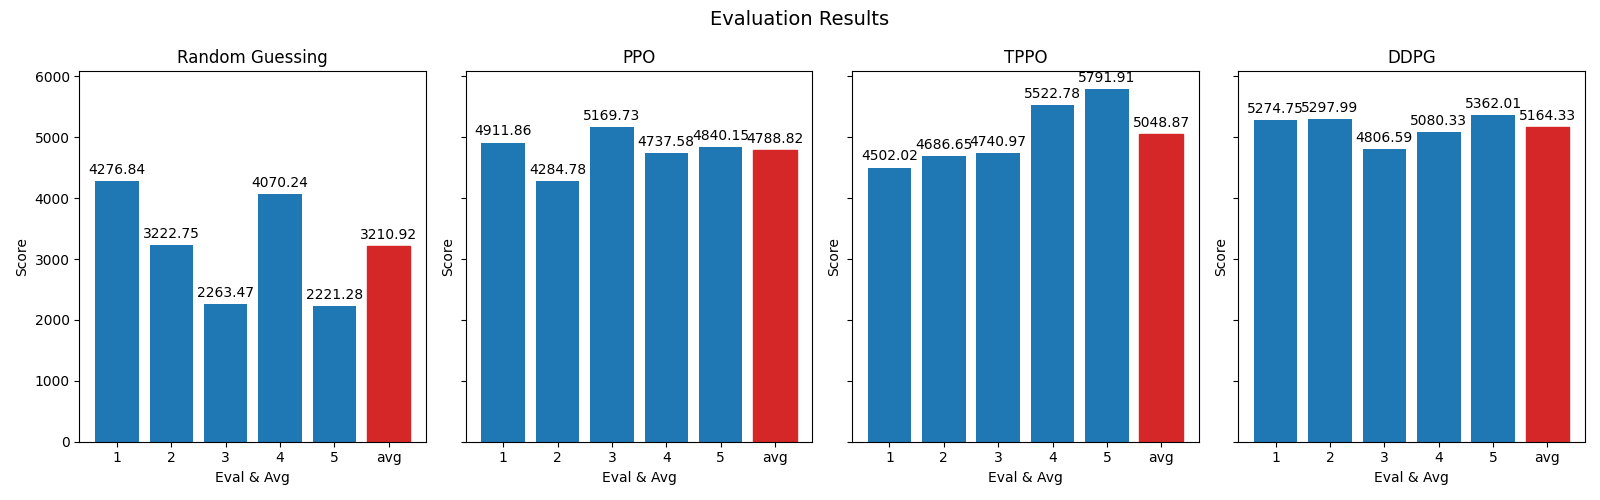 Evaluation Results
Random Guessing
6000
5000
4000
3000
2000
1000
0
Score
4276.84
3222.75
2263.47
4070.24
2221.28
3210.92
1 2 3 4 5 avg
Eval & Avg
PPO
Score
4911.86
4284.78
5169.73
4737.58
4840.15
4788.82
1 2 3 4 5 avg
Eval & Avg
TPPO
Score
4502.02
4686.65
4740.97
5522.78
5791.91
5048.87
1 2 3 4 5 avg
Eval & Avg
DDPG
Score
5274.75
5297.99
4806.59
5080.33
5362.01
5164.33
1 2 3 4 5 avg
Eval & Avg